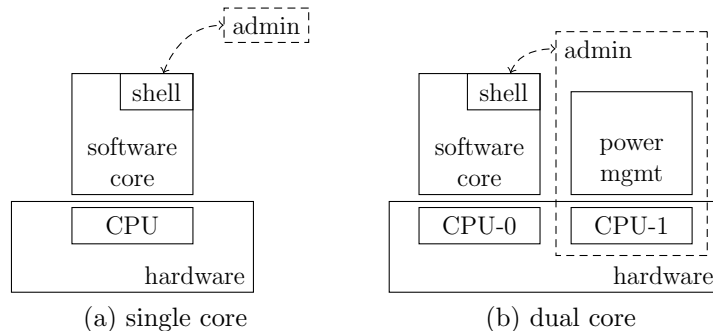 admin
shell
software
core
CPU
hardware
(a) single core
admin
shell
software
core
power
mgmt
CPU-0
CPU-1
hardware
(b) dual core